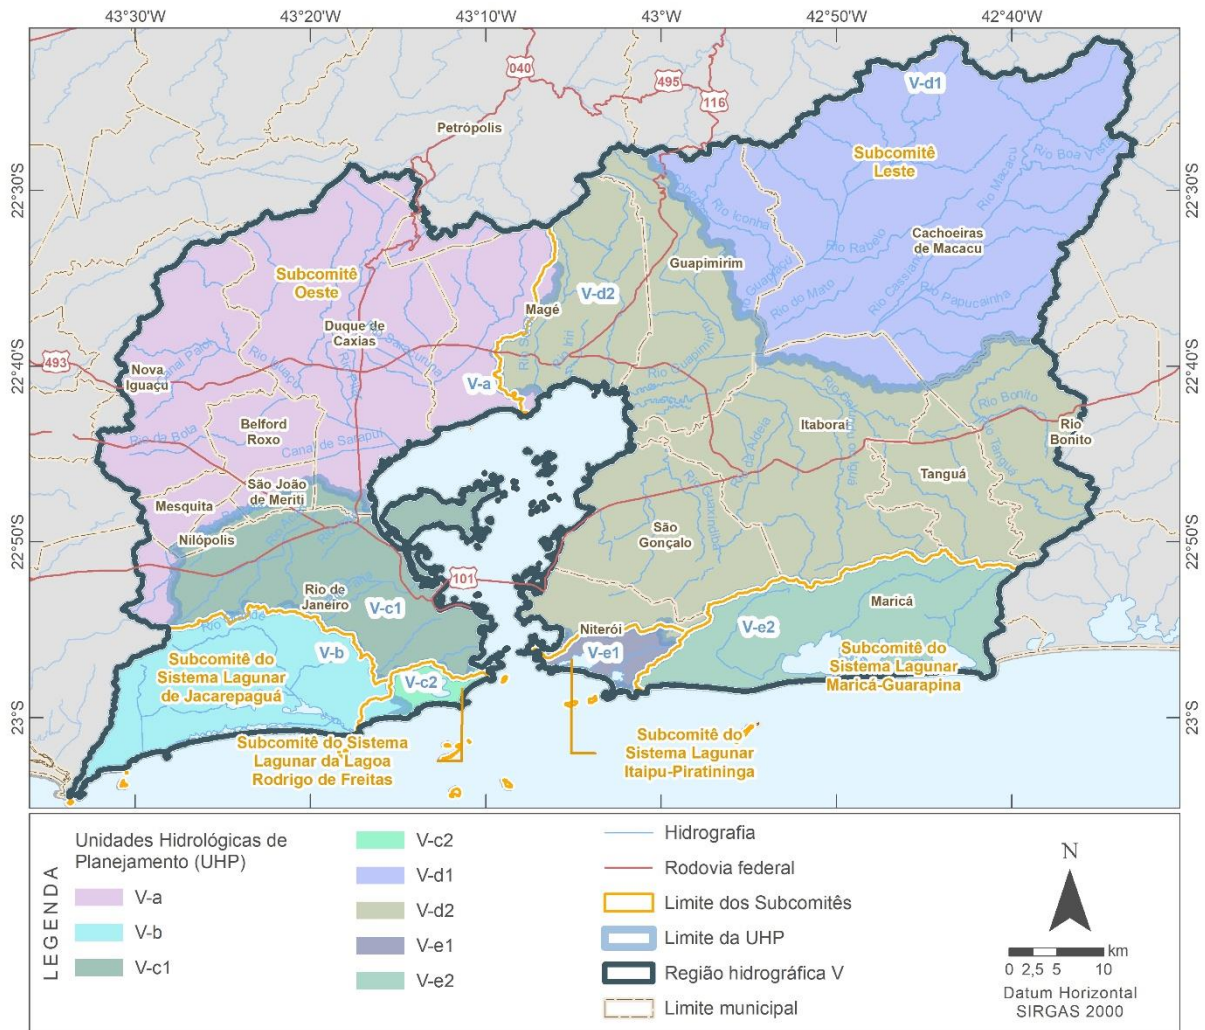 43°30'W
43°20'W
43°10'W
43°W
42°50'W
42°40'W
22°30'S
22°40'S
22°50'S
23°S
22°30'S
22°40'S
22°50'S
23°S
040
495
116
V-d1
Petrópolis
Subcomitê
Leste
Rio Boa Vista
Rio Macacu
Rio Iconha
Cachoeiras
de Macacu
Rio Rabelo
Guapimirim
Subcomitê
Oeste
V-d2
Rio do Mato
Rio Papucainha
Magé
Duque de
Caxias
493
Nova
Iguaçu
Rio Iguaçu
V-a
Rio Guapimirim
Belford
Roxo
Rio da Bota
Canal de Sarapuí
Itaboraí
Rio Bonito
Rio
Bonito
Tanguá
Rio Tanguá
São João
de Meriti
Mesquita
Nilópolis
São
Gonçalo
Rio Guaxindiba
101
Rio de
Janeiro
V-c1
Maricá
Niterói
V-e2
V-e1
V-b
Subcomitê do
Sistema Lagunar
de Jacarepaguá
V-c2
Subcomitê do
Sistema Lagunar
Maricá-Guarapina
Subcomitê do Sistema
Lagunar da Lagoa
Rodrigo de Freitas
Subcomitê do
Sistema Lagunar
Itaipu-Piratininga
LEGENDA
Unidades Hidrológicas de
Planejamento (UHP)
V-a
V-b
V-c1
V-c2
V-d1
V-d2
V-e1
V-e2
Hidrografia
Rodovia federal
Limite dos Subcomitês
Limite da UHP
Região hidrográfica V
Limite municipal
N
km
0 2,5 5 10
Datum Horizontal
SIRGAS 2000